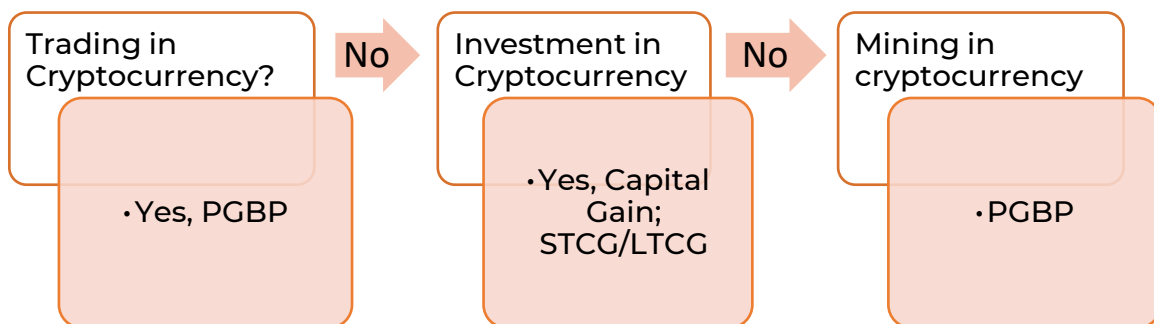 Trading in
Cryptocurrency?
No
Investment in
Cryptocurrency
No
Mining in
cryptocurrency
•Yes, PGBP
•Yes, Capital
Gain;
STCG/LTCG
•PGBP